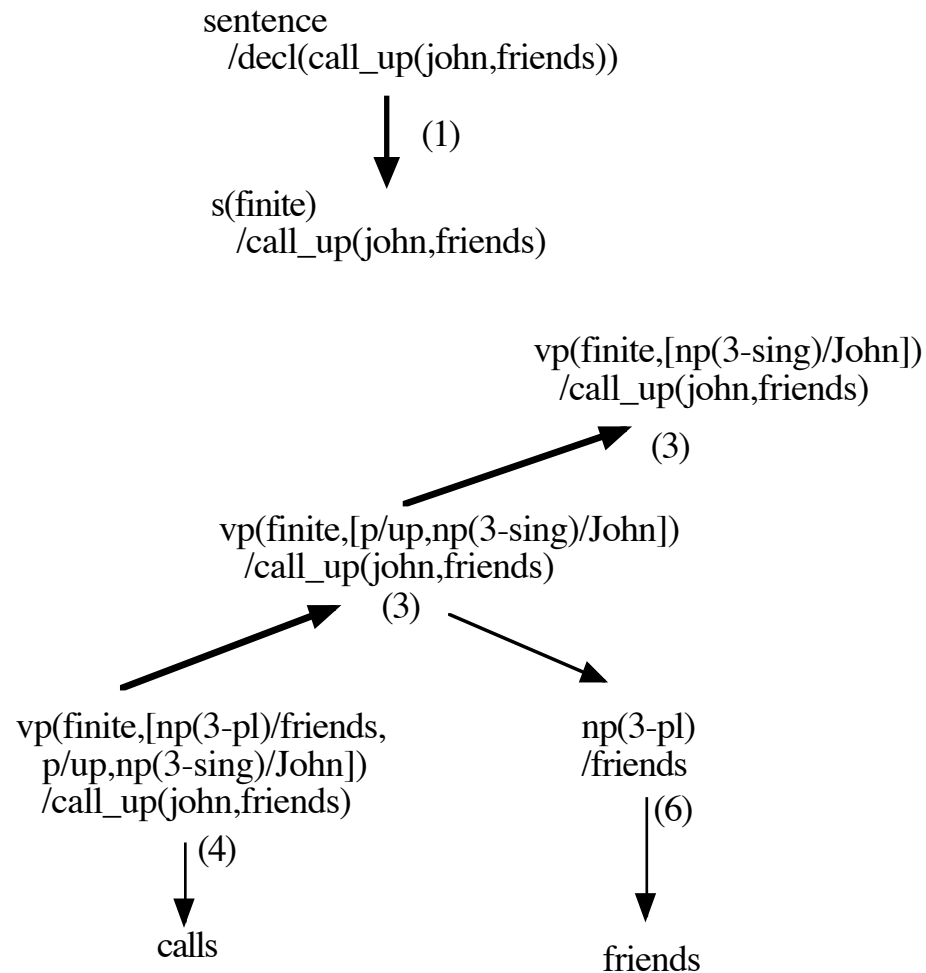 sentence
/decl(call_up(john,friends))
(1)
s(finite)
/call_up(john,friends)
vp(finite,[np(3-sing)/John])
/call_up(john,friends)
(3)
vp(finite,[p/up,np(3-sing)/John])
/call_up(john,friends)
(3)
vp(finite,[np(3-pl)/friends,
p/up,np(3-sing)/John])
/call_up(john,friends)
(4)
calls
np(3-pl)
/friends
(6)
friends